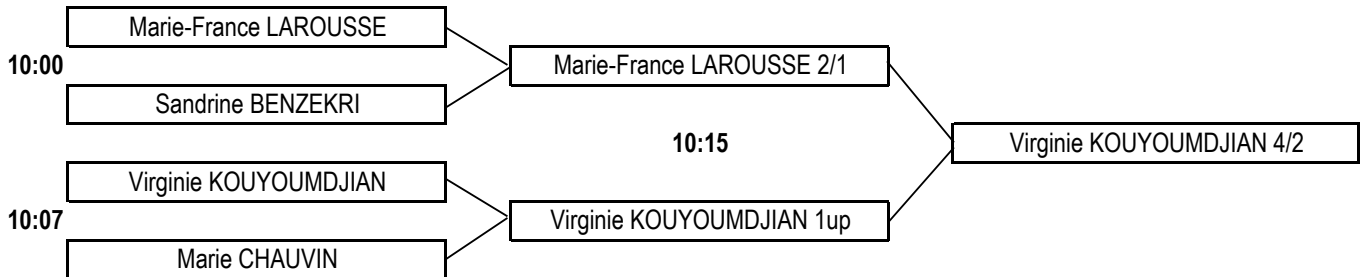 Marie-France LAROUSSE
10:00
Marie-France LAROUSSE 2/1
Sandrine BENZEKRI
10:15
Virginie KOUYOUMDJIAN 4/2
Virginie KOUYOUMDJIAN
10:07
Virginie KOUYOUMDJIAN 1up
Marie CHAUVIN